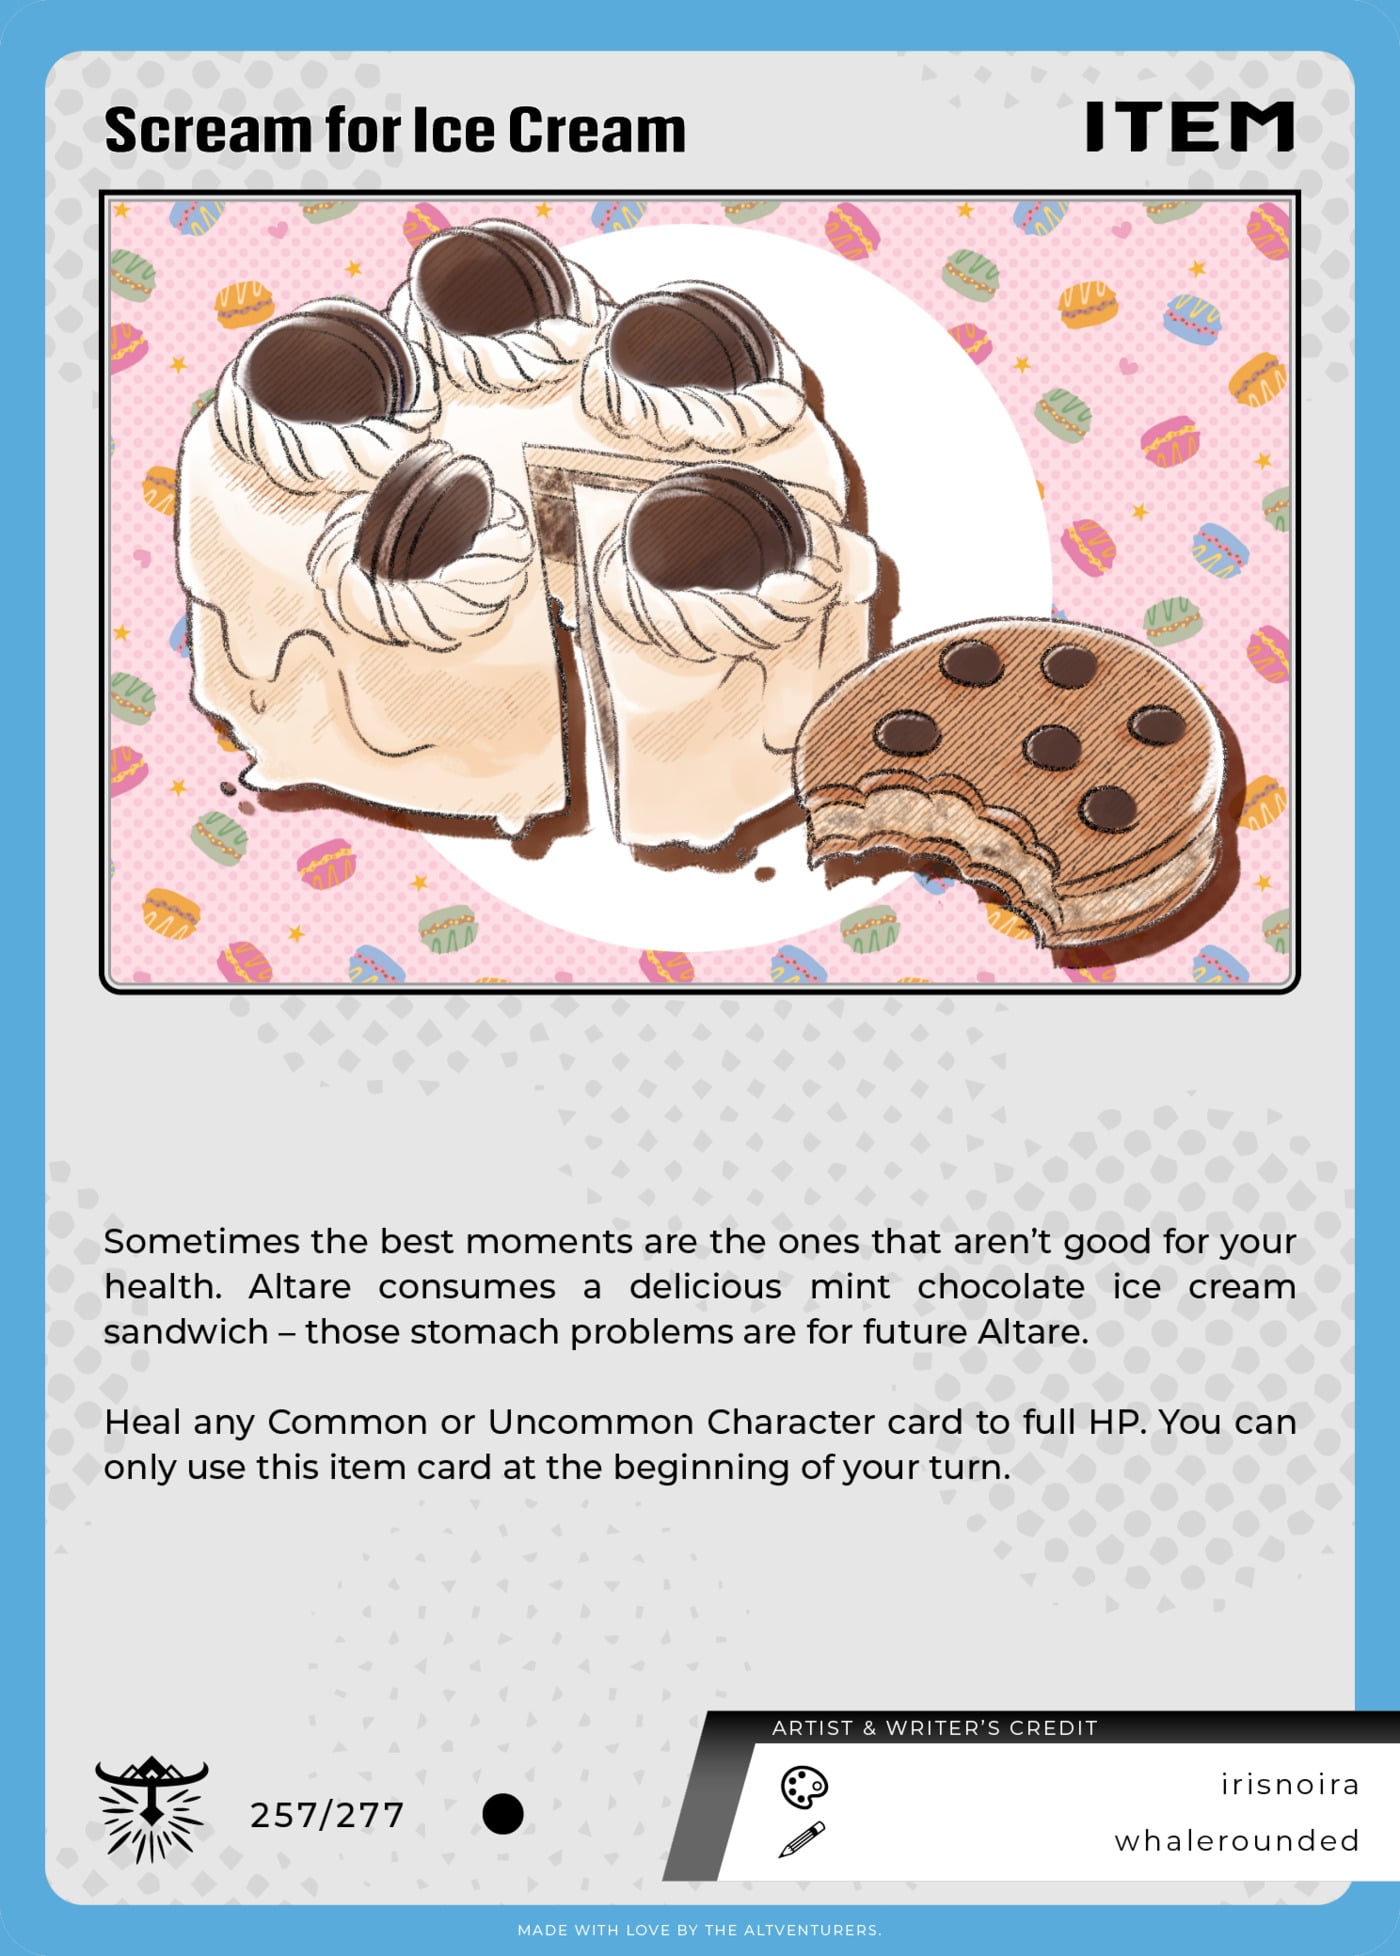 Scream for Ice Cream
ITEM
Sometimes the best moments are the ones that aren't good for your
health. Altare consumes a delicious mint chocolate ice cream
sandwich – those stomach problems are for future Altare.
Heal any Common or Uncommon Character card to full HP. You can
only use this item card at the beginning of your turn.
ARTIST & WRITER'S CREDIT
irisnoira
whalerounded
257/277
MADE WITH LOVE BY THE ALTVENTURERS.